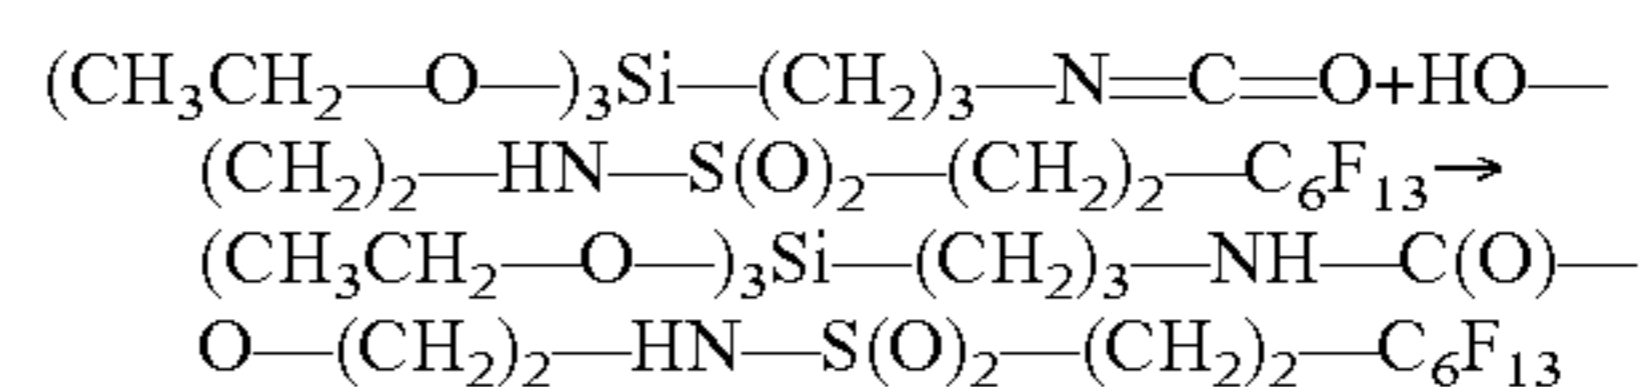 (CH₃CH₂—O—)₃Si—(CH₂)₃—N=C=O+HO—
(CH₂)₂—HN—S(O)₂—(CH₂)₂—C₆F₁₃→
(CH₃CH₂—O—)₃Si—(CH₂)₃—NH—C(O)—
O—(CH₂)₂—HN—S(O)₂—(CH₂)₂—C₆F₁₃